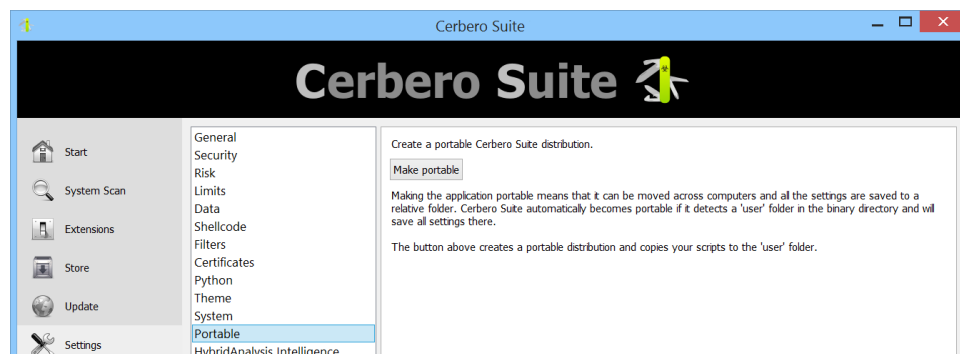 Cerbero Suite
Cerbero Suite
Start
System Scan
Extensions
Store
Update
Settings
General
Security
Risk
Limits
Data
Shellcode
Filters
Certificates
Python
Theme
System
Portable
HybridAnalysis Intelligence
Create a portable Cerbero Suite distribution.
Make portable
Making the application portable means that it can be moved across computers and all the settings are saved to a
relative folder. Cerbero Suite automatically becomes portable if it detects a 'user' folder in the binary directory and will
save all settings there.
The button above creates a portable distribution and copies your scripts to the 'user' folder.